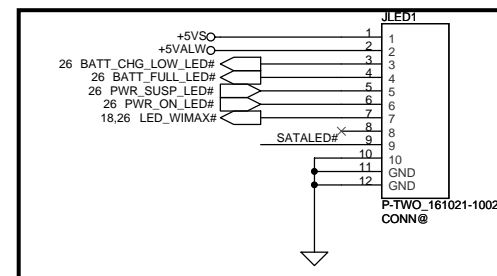 JLED1
+5VS 1 1
+5VALW 2 2
26 BATT_CHG_LOW_LED# 3 3
26 BATT_FULL_LED# 4 4
26 PWR_SUSP_LED# 5 5
26 PWR_ON_LED# 6 6
18,26 LED_WIMAX# 7 7
8 8
SATALED# 9 9
10 10
11 GND
12 GND
P-TWO_161021-1002
CONN@